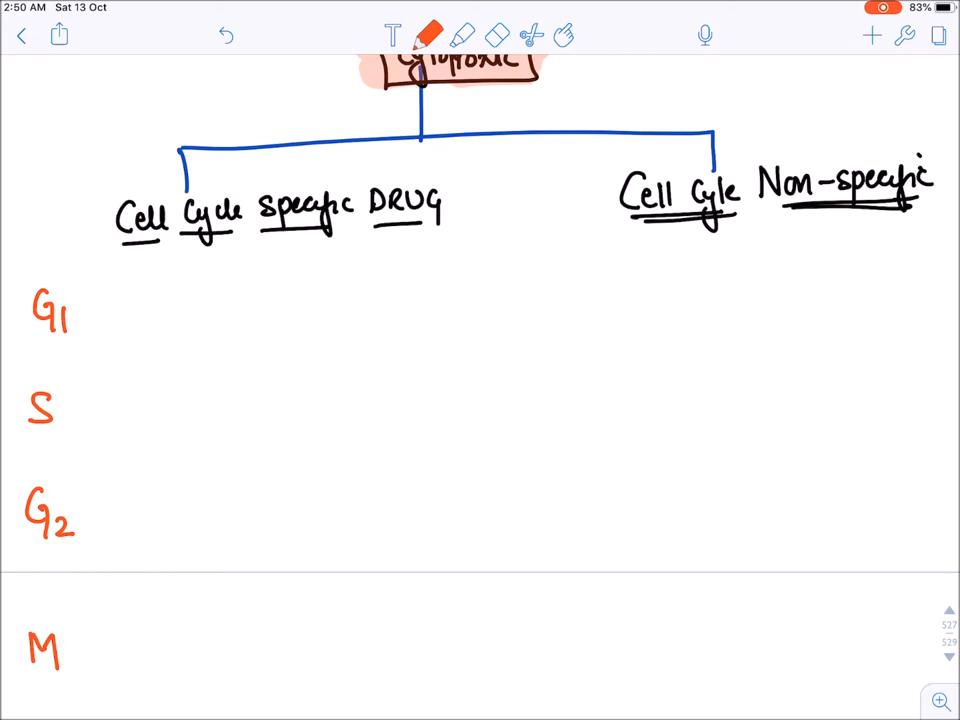 2:50 AM Sat 13 Oct 83%
T
Cytotoxic
Cell Cycle Specific DRUG
Cell Cyle Non-specific
G1
S
G2
M
527
529